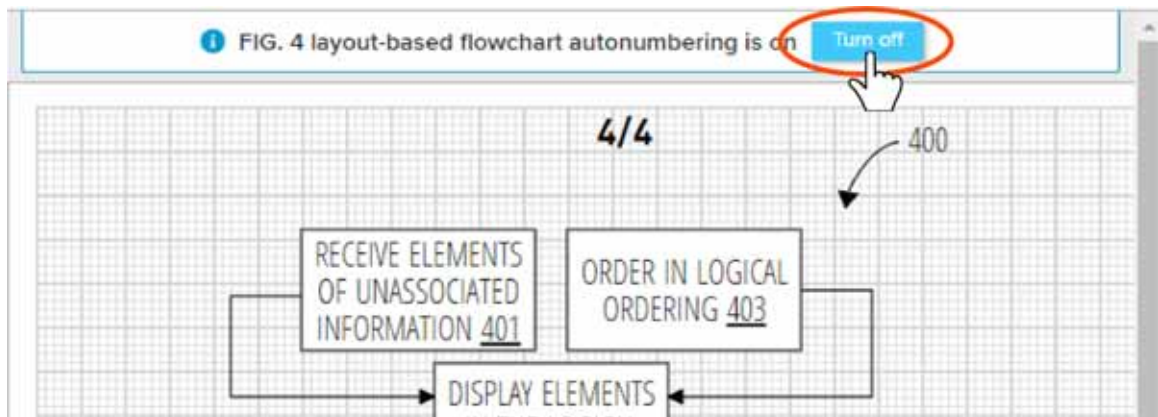 FIG. 4 layout-based flowchart autonumbering is on Turn off
4/4
400
RECEIVE ELEMENTS
OF UNASSOCIATED
INFORMATION 401
ORDER IN LOGICAL
ORDERING 403
DISPLAY ELEMENTS